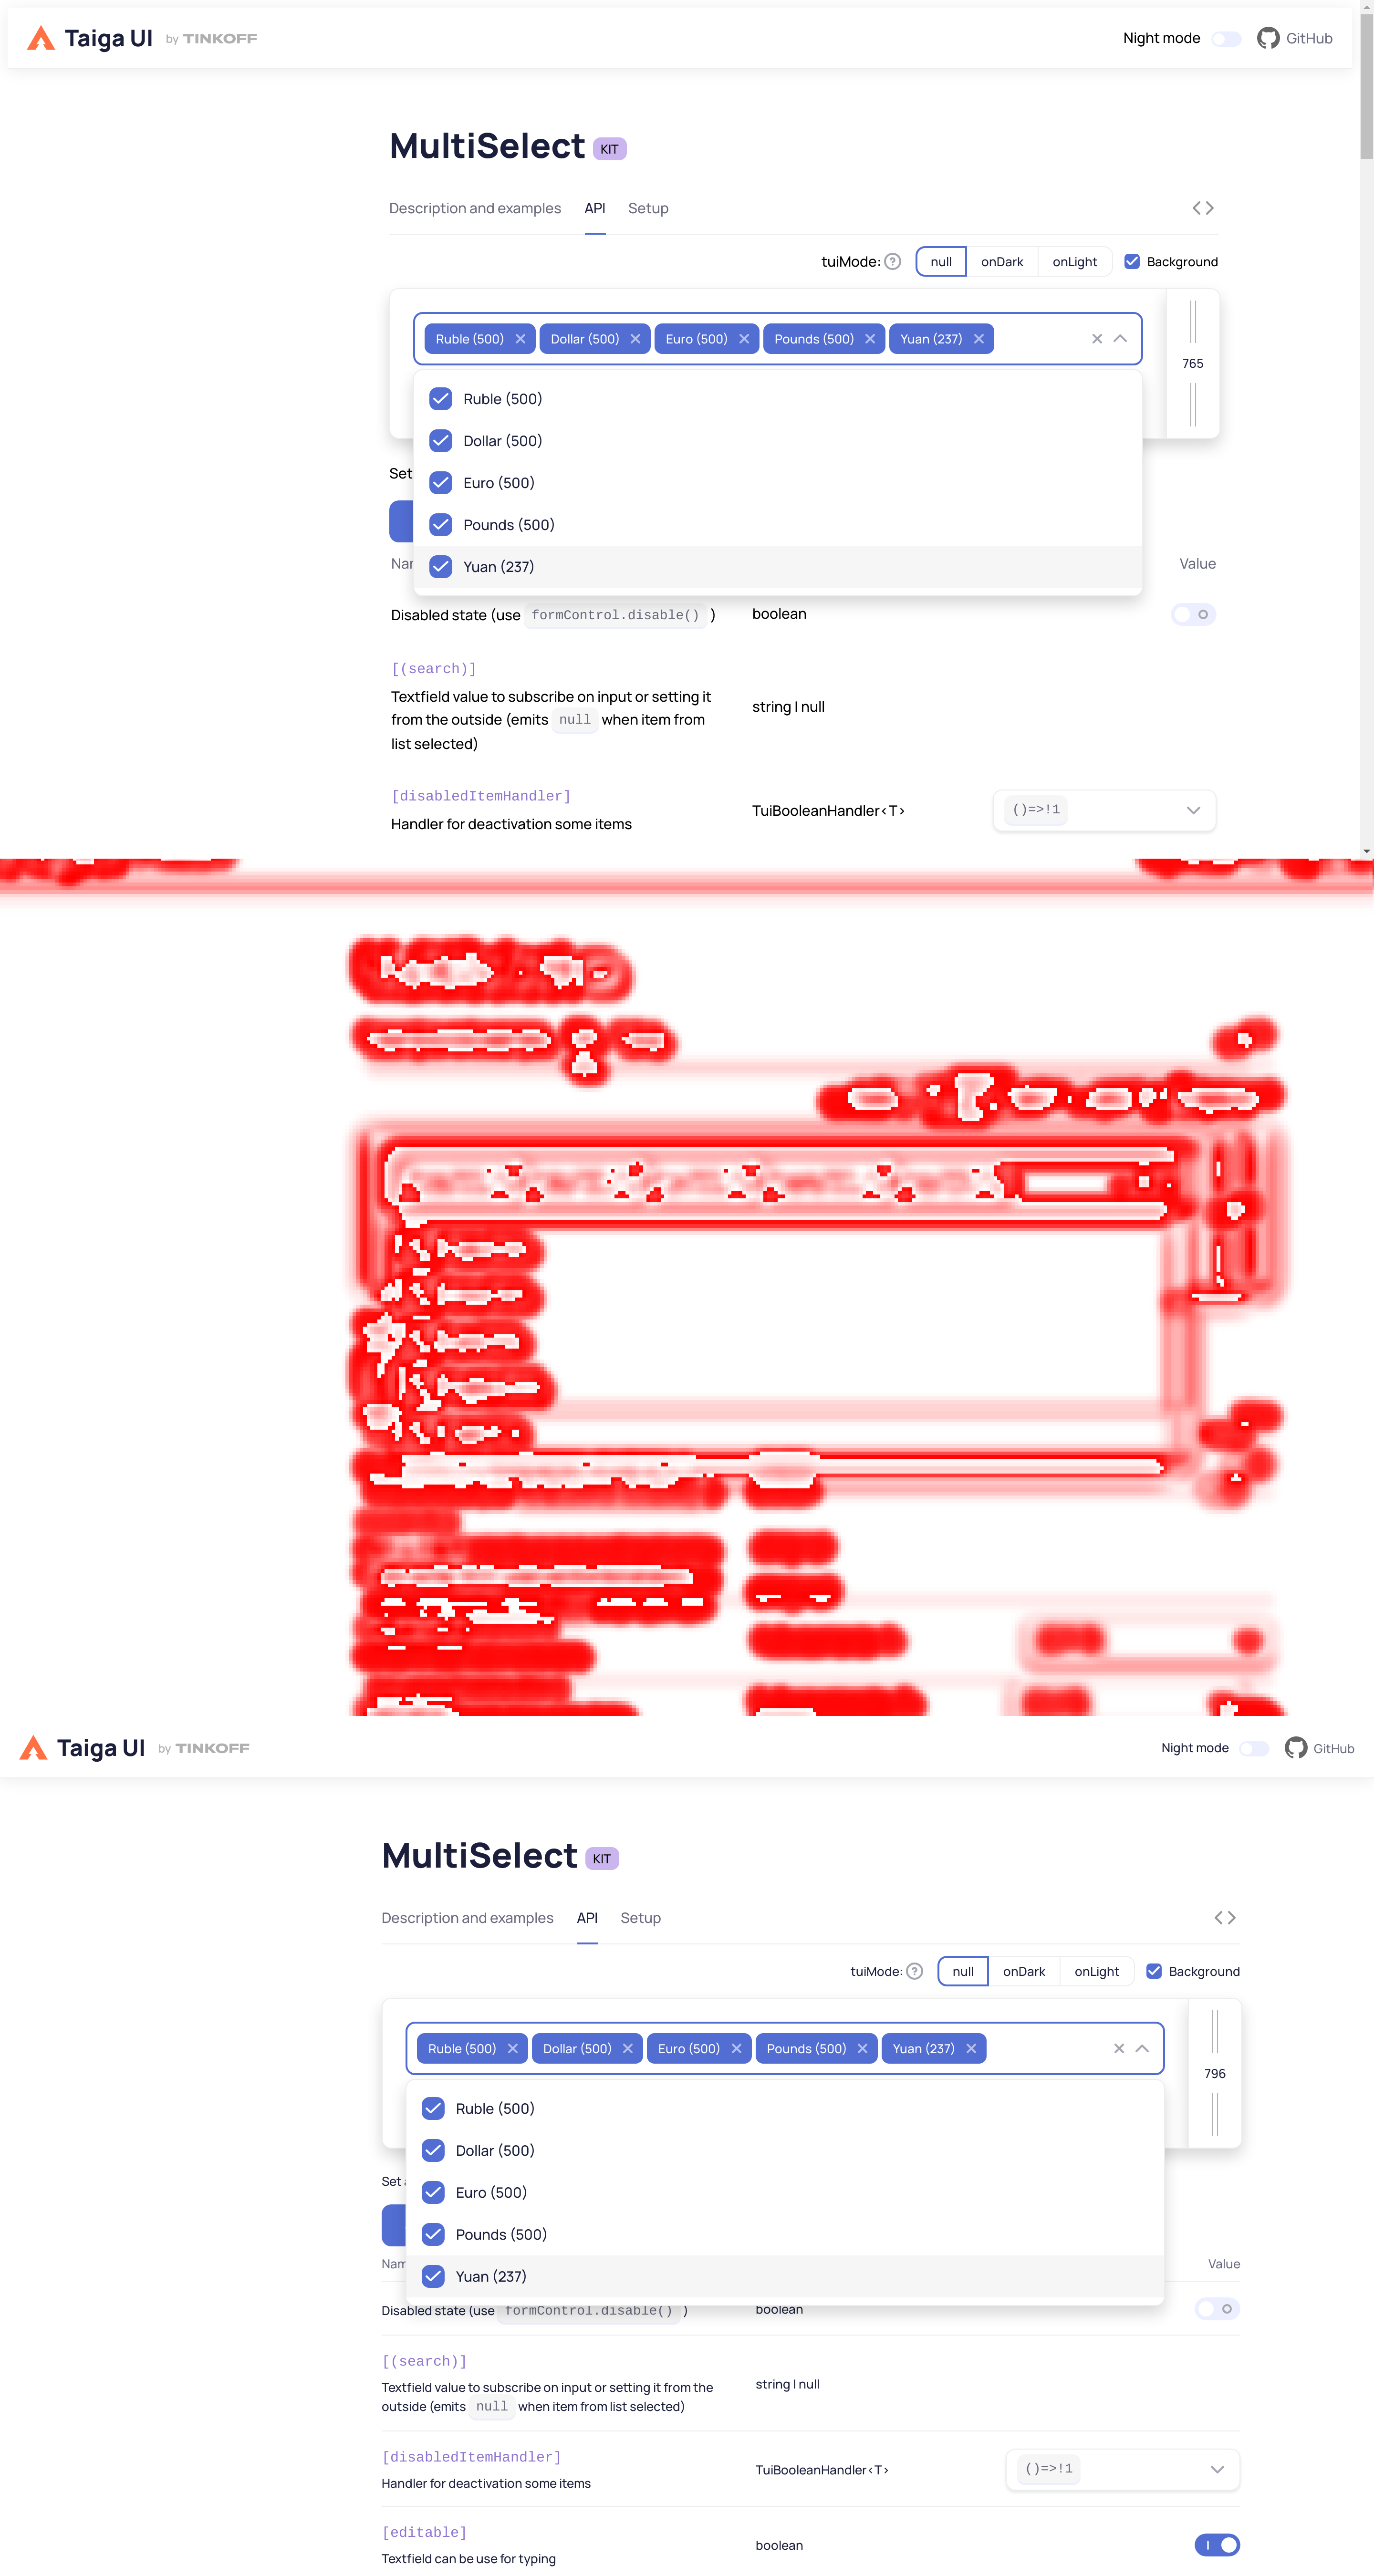 Taiga UI by TINKOFF Night mode GitHub
MultiSelect KIT
Description and examples API Setup
tuiMode: ? null onDark onLight Background
Ruble (500) Dollar (500) Euro (500) Pounds (500) Yuan (237)
765
Ruble (500)
Dollar (500)
Euro (500)
Set
Pounds (500)
Yuan (237)
Value
Disabled state (use formControl.disable() ) boolean
[(search)]
Textfield value to subscribe on input or setting it
from the outside (emits null when item from
list selected)
string | null
[disabledItemHandler]
Handler for deactivation some items
TuiBooleanHandler<T>
()=>!1
Taiga UI by TINKOFF Night mode GitHub
MultiSelect KIT
Description and examples API Setup
tuiMode: ? null onDark onLight Background
Ruble (500) Dollar (500) Euro (500) Pounds (500) Yuan (237)
796
Ruble (500)
Dollar (500)
Set
Euro (500)
Pounds (500)
Value
Yuan (237)
Disabled state (use formControl.disable() ) boolean
[(search)]
Textfield value to subscribe on input or setting it from the
outside (emits null when item from list selected)
string | null
[disabledItemHandler]
Handler for deactivation some items
TuiBooleanHandler<T>
()=>!1
[editable]
Textfield can be use for typing
boolean